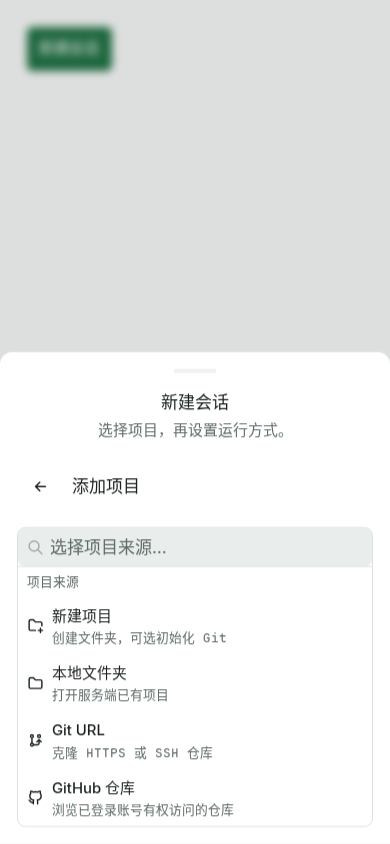 新建会话
选择项目，再设置运行方式。
添加项目
选择项目来源...
项目来源
新建项目
创建文件夹，可选初始化 Git
本地文件夹
打开服务端已有项目
Git URL
克隆 HTTPS 或 SSH 仓库
GitHub 仓库
浏览已登录账号有权访问的仓库